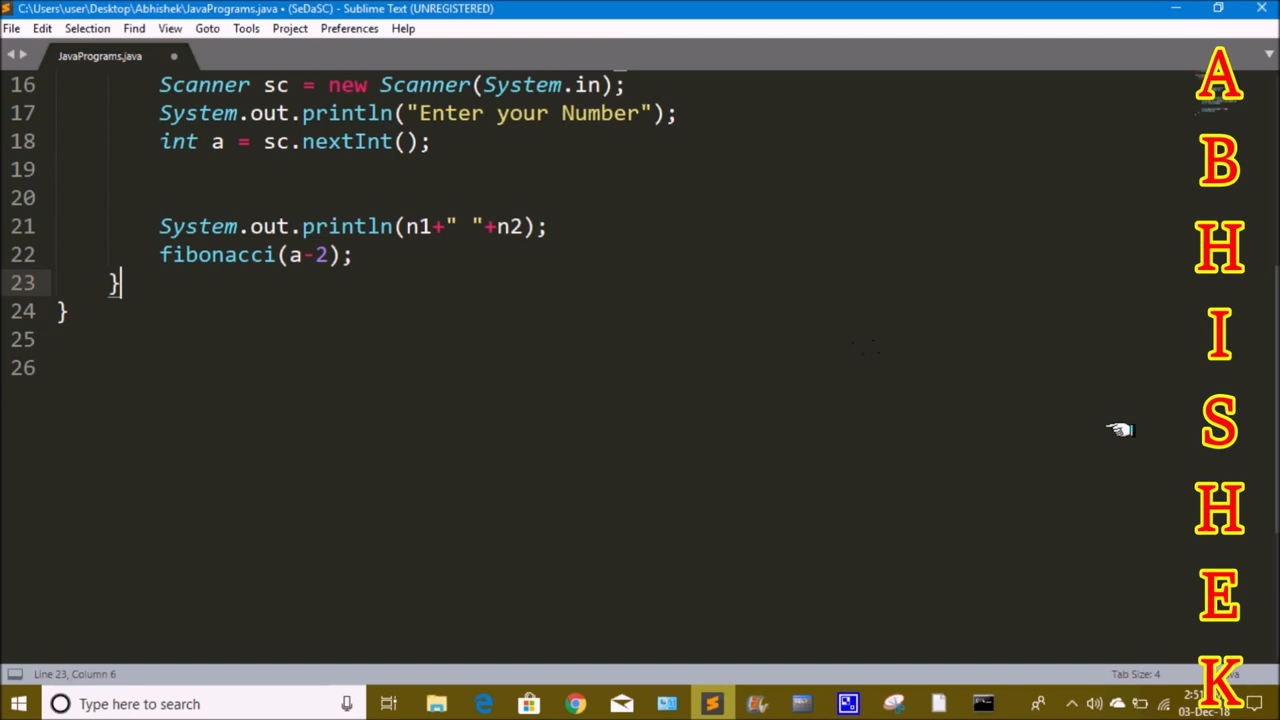 C:\Users\user\Desktop\Abhishek\JavaPrograms.java • (SeDaSC) - Sublime Text (UNREGISTERED)
File Edit Selection Find View Goto Tools Project Preferences Help
JavaPrograms.java
16 Scanner sc = new Scanner(System.in);
17 System.out.println("Enter your Number");
18 int a = sc.nextInt();
19
20
21 System.out.println(n1+" "+n2);
22 fibonacci(a-2);
23 }
24 }
25
26
A
B
H
I
S
H
E
K
Line 23, Column 6
Tab Size: 4
Type here to search
03-Dec-18